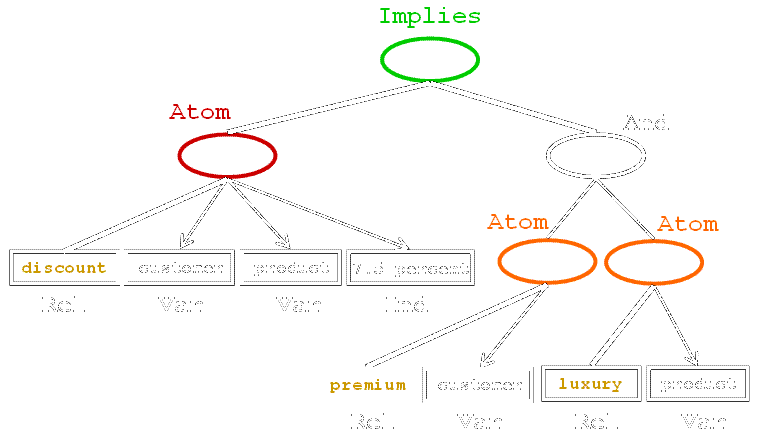 Implies
Atom
And
Atom
Atom
discount customer product 7.5 percent
Rel Var Var Ind
premium customer luxury product
Rel Var Rel Var